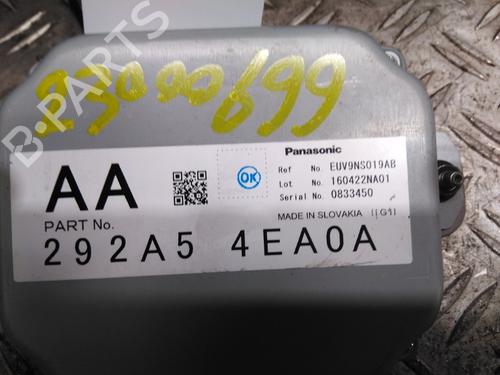 23000699
B-PARTS
Panasonic
Ref No. EUV9NS019AB
Lot No. 160422NA01
Serial No. 0833450
AA
OK
MADE IN SLOVAKIA [[G1]
PART No.
292A5 4EA0A